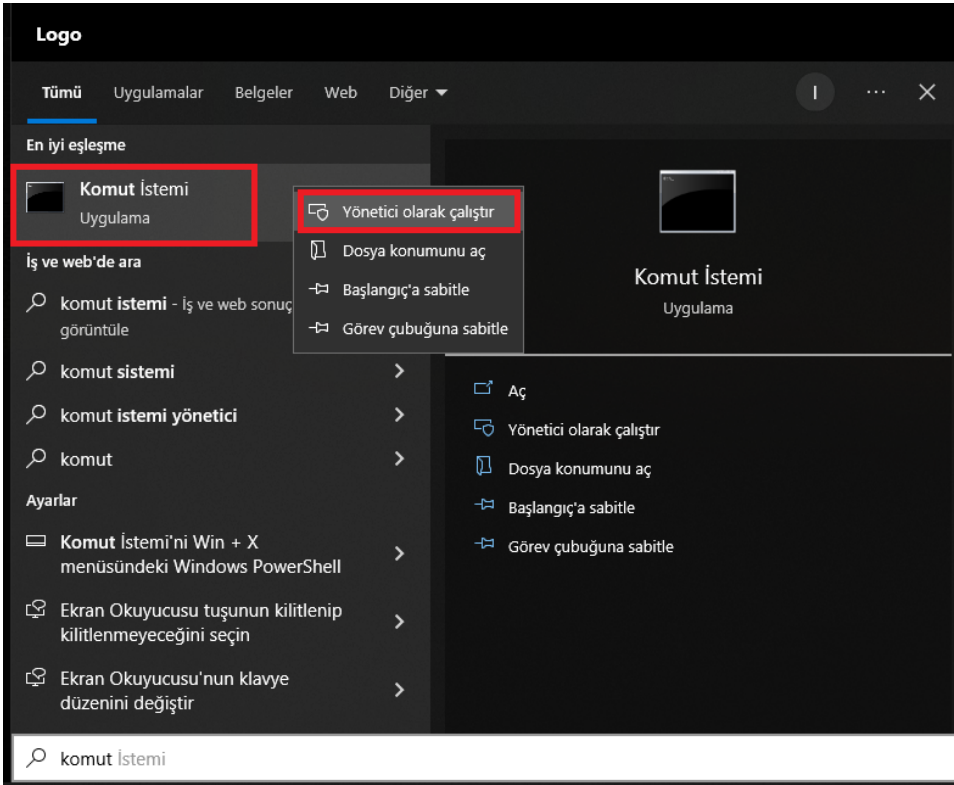 Logo
Tümü Uygulamalar Belgeler Web Diğer
I
En iyi eşleşme
Komut İstemi
Uygulama
Yönetici olarak çalıştır
Dosya konumunu aç
Başlangıç'a sabitle
Görev çubuğuna sabitle
İş ve web'de ara
komut istemi - İş ve web sonuç
görüntüle
komut sistemi
komut istemi yönetici
komut
Ayarlar
Komut İstemi'ni Win + X
menüsündeki Windows PowerShell
Ekran Okuyucusu tuşunun kilitlenip
kilitlenmeyeceğini seçin
Ekran Okuyucusu'nun klavye
düzenini değiştir
Komut İstemi
Uygulama
Aç
Yönetici olarak çalıştır
Dosya konumunu aç
Başlangıç'a sabitle
Görev çubuğuna sabitle
komut İstemi